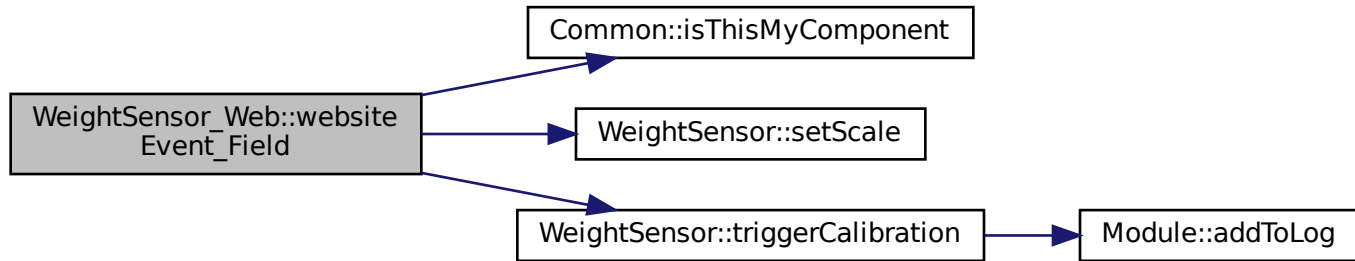 Common::isThisMyComponent
WeightSensor_Web::website
Event_Field
WeightSensor::setScale
WeightSensor::triggerCalibration
Module::addToLog